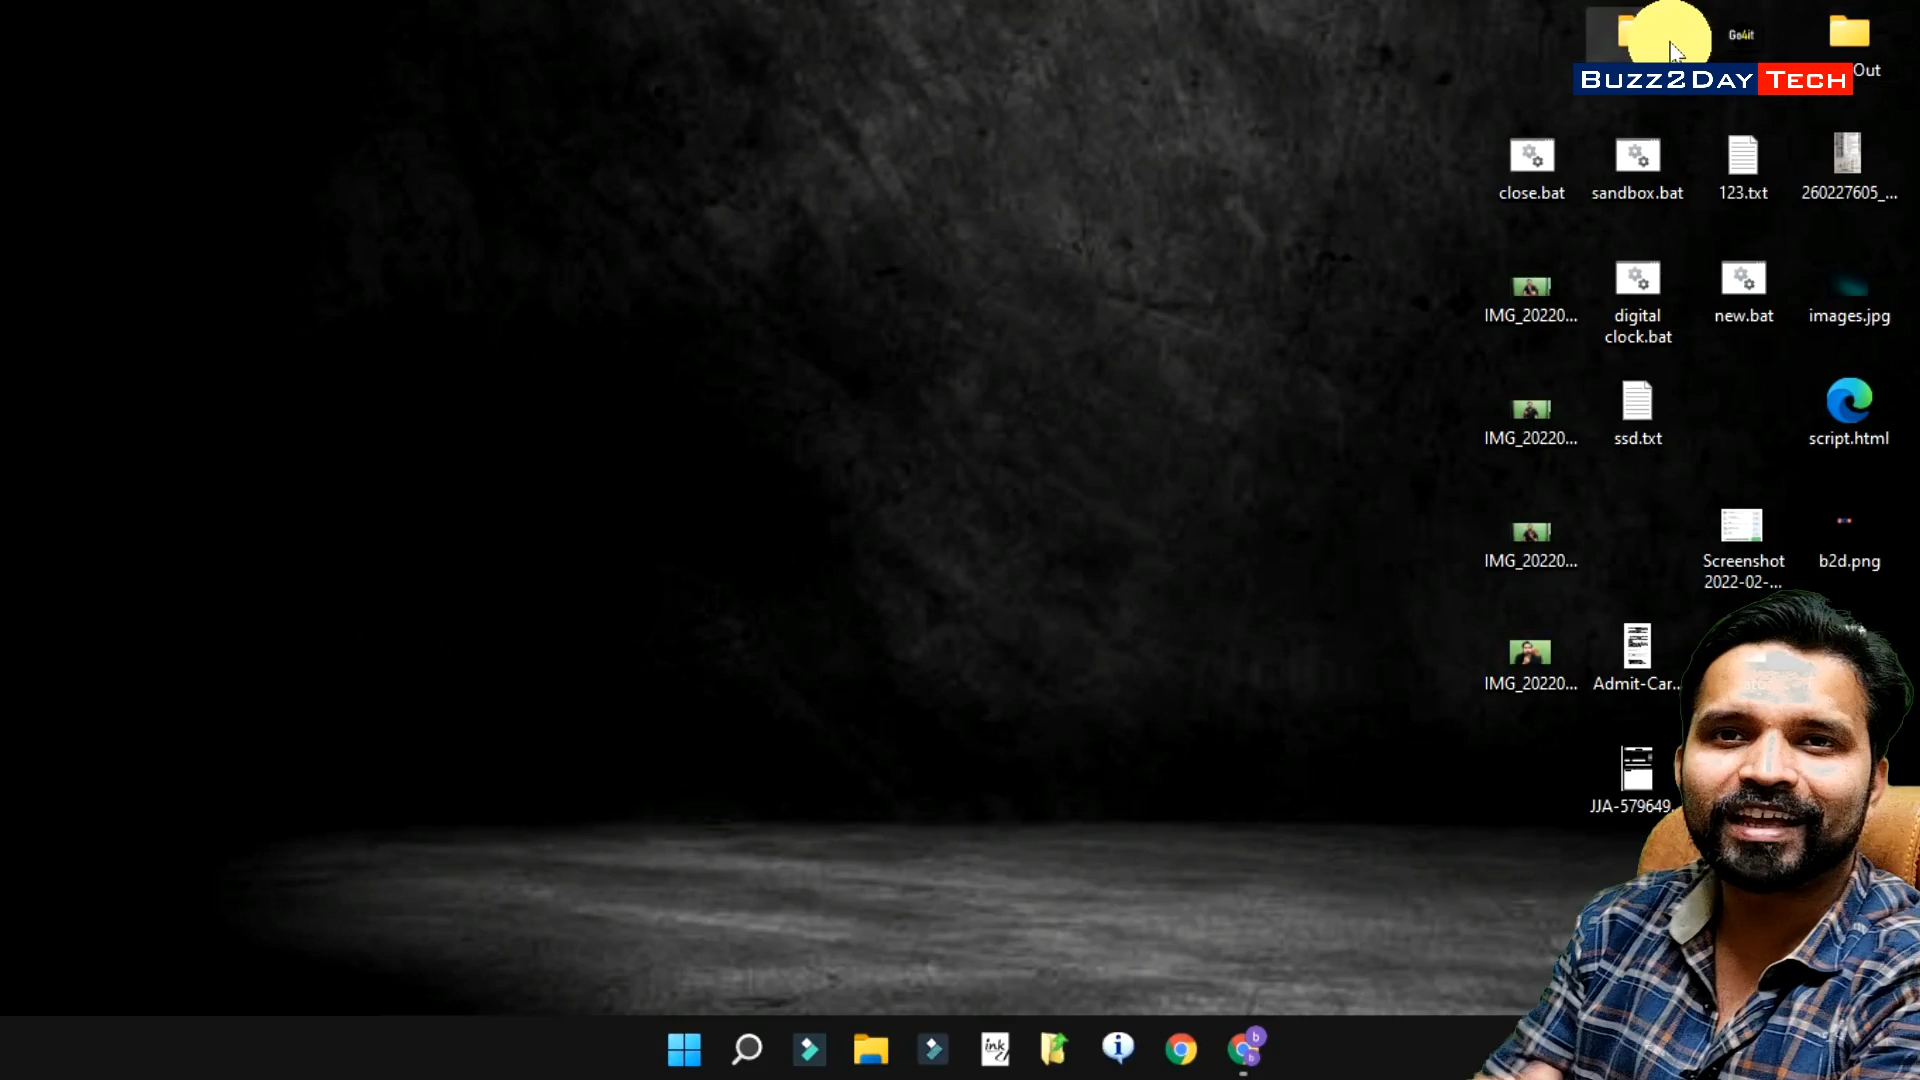 Go4it
Out
Buzz2Day Tech
close.bat
sandbox.bat
123.txt
260227605_...
IMG_20220...
digital
clock.bat
new.bat
images.jpg
IMG_20220...
ssd.txt
script.html
IMG_20220...
Screenshot
2022-02-...
b2d.png
IMG_20220...
Admit-Car...
JJA-579649...
ink
b
b